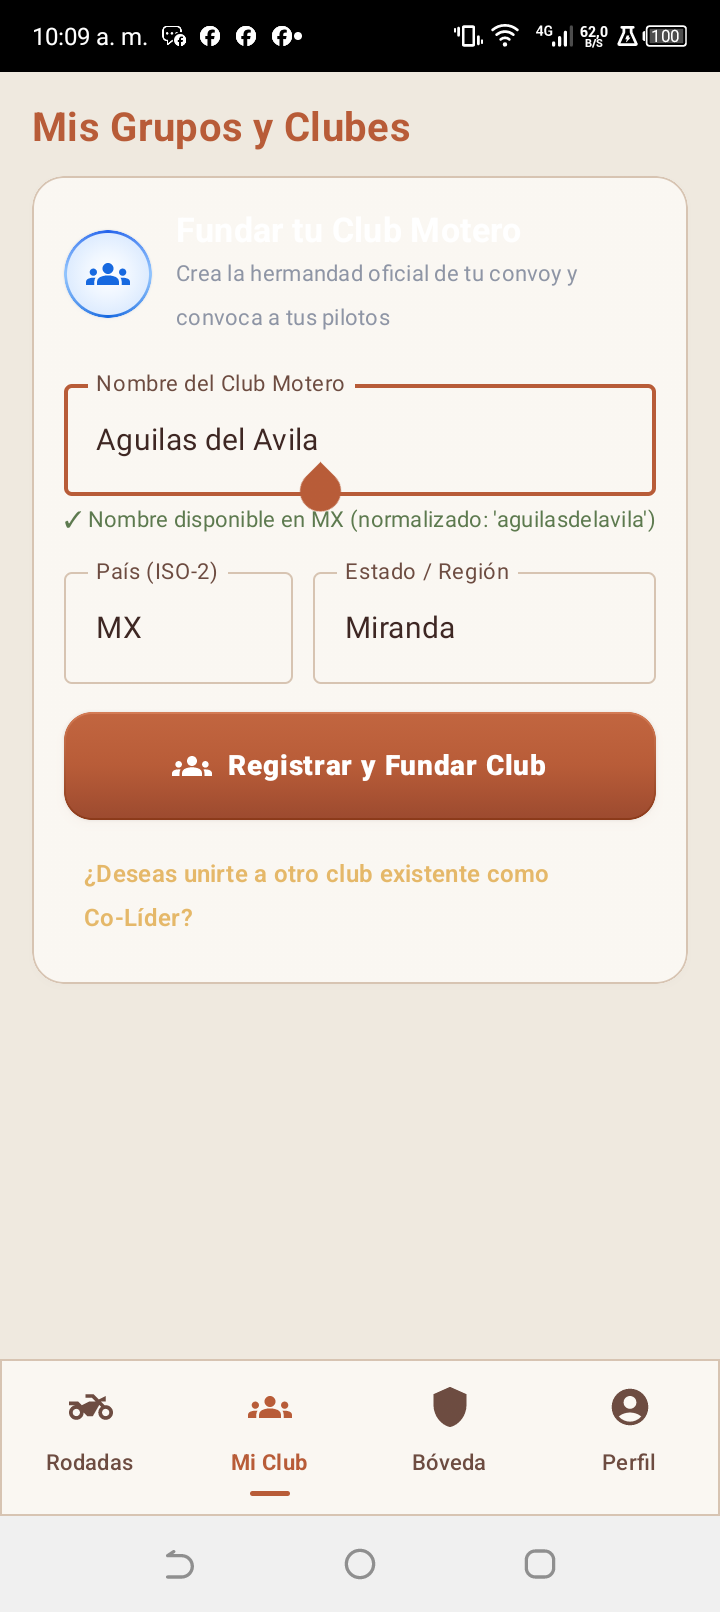 10:09 a. m.
4G
62,0
B/S
100
Mis Grupos y Clubes
Fundar tu Club Motero
Crea la hermandad oficial de tu convoy y
convoca a tus pilotos
Nombre del Club Motero
Aguilas del Avila
✓ Nombre disponible en MX (normalizado: 'aguilasdelavila')
País (ISO-2)
MX
Estado / Región
Miranda
Registrar y Fundar Club
¿Deseas unirte a otro club existente como
Co-Líder?
Rodadas
Mi Club
Bóveda
Perfil